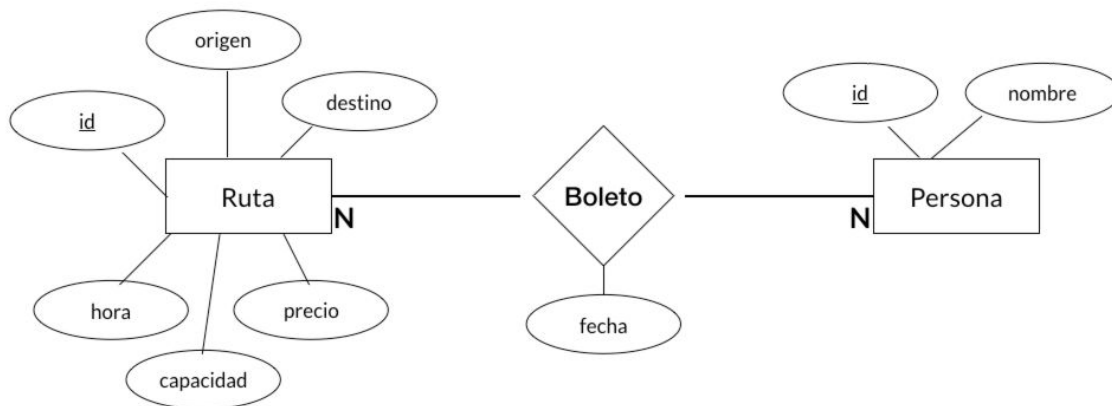 origen
id
nombre
destino
id
Ruta
Boleto
Persona
N
N
hora
precio
fecha
capacidad